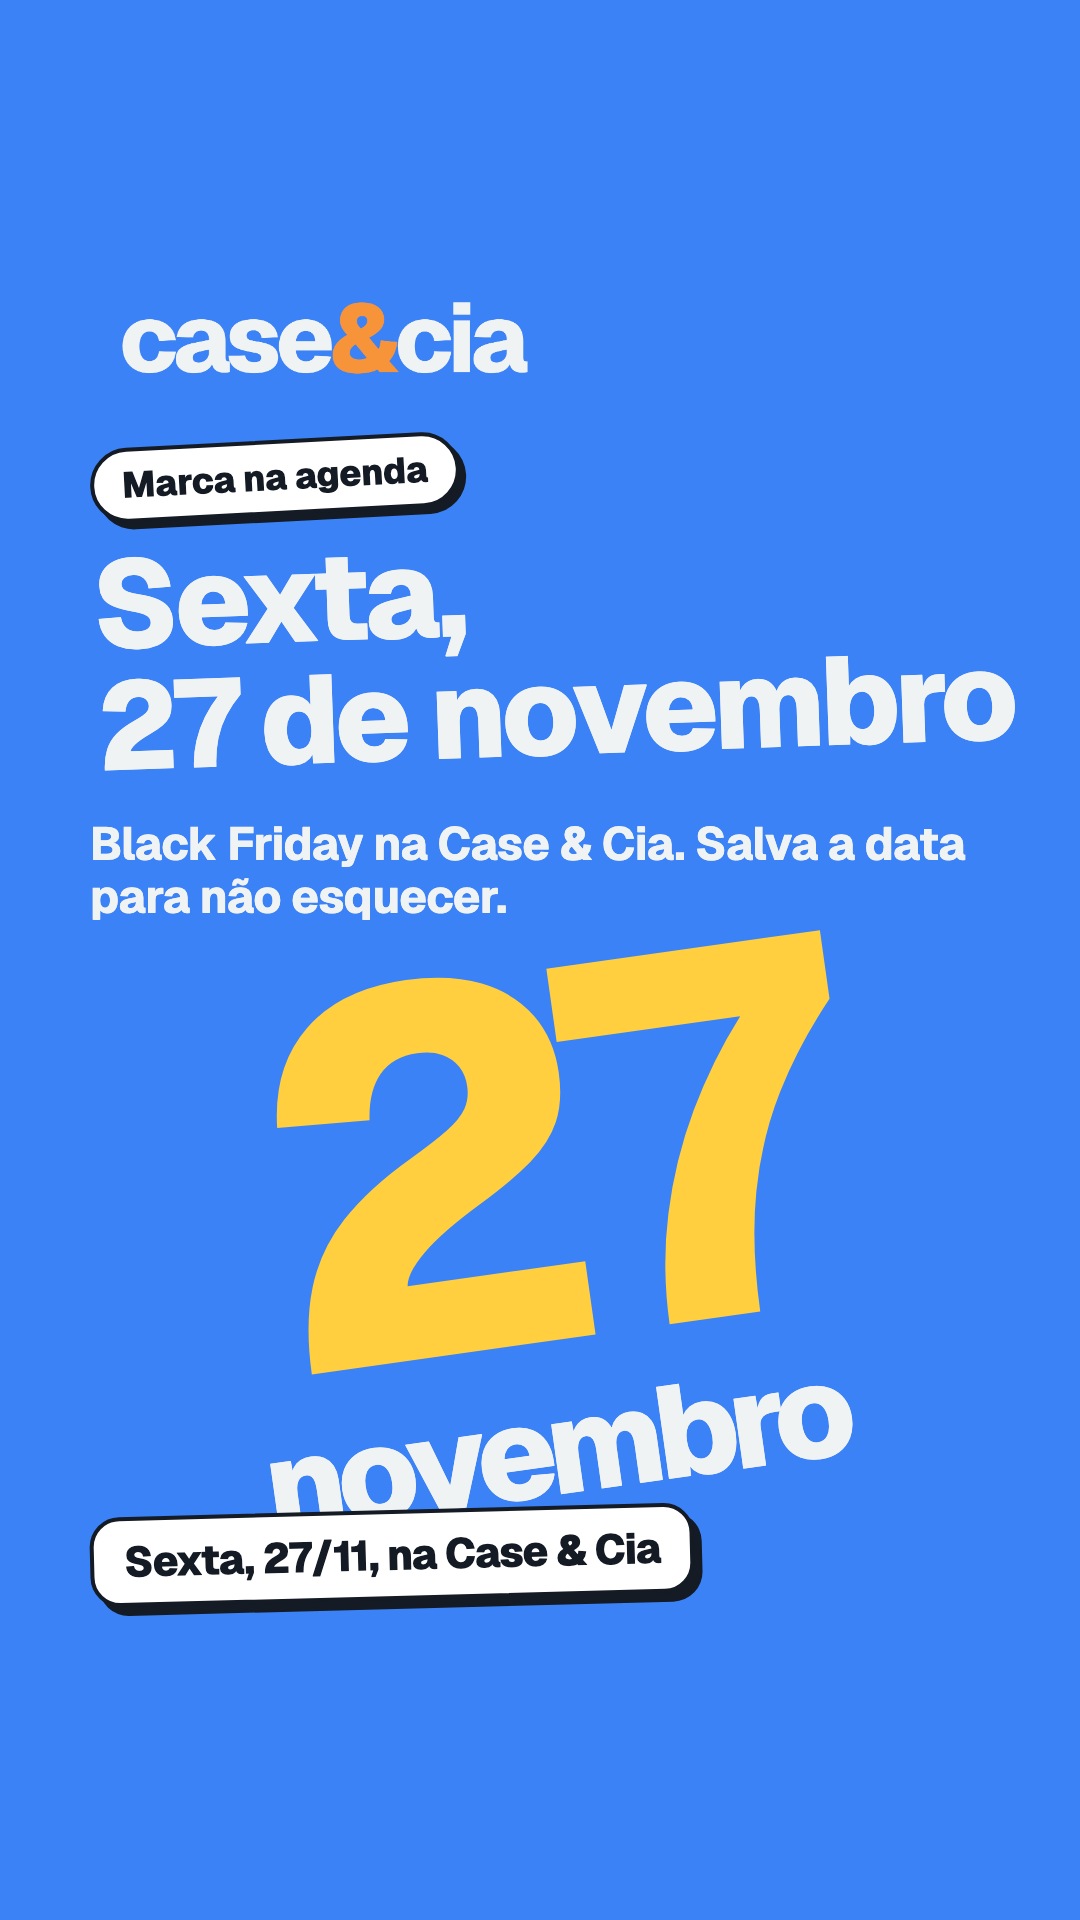 case&cia
Marca na agenda
Sexta,
27 de novembro
Black Friday na Case & Cia. Salva a data
para não esquecer.
27
novembro
Sexta, 27/11, na Case & Cia